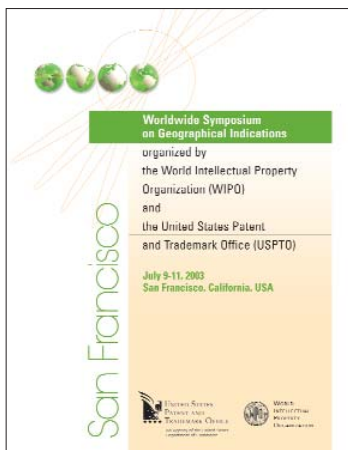 Worldwide Symposium
on Geographical Indications
organized by
the World Intellectual Property
Organization (WIPO)
and
the United States Patent
and Trademark Office (USPTO)
July 9-11, 2003
San Francisco, California, USA
San Francisco
UNITED STATES
PATENT AND
TRADEMARK OFFICE
WORLD
INTELLECTUAL
PROPERTY
ORGANIZATION